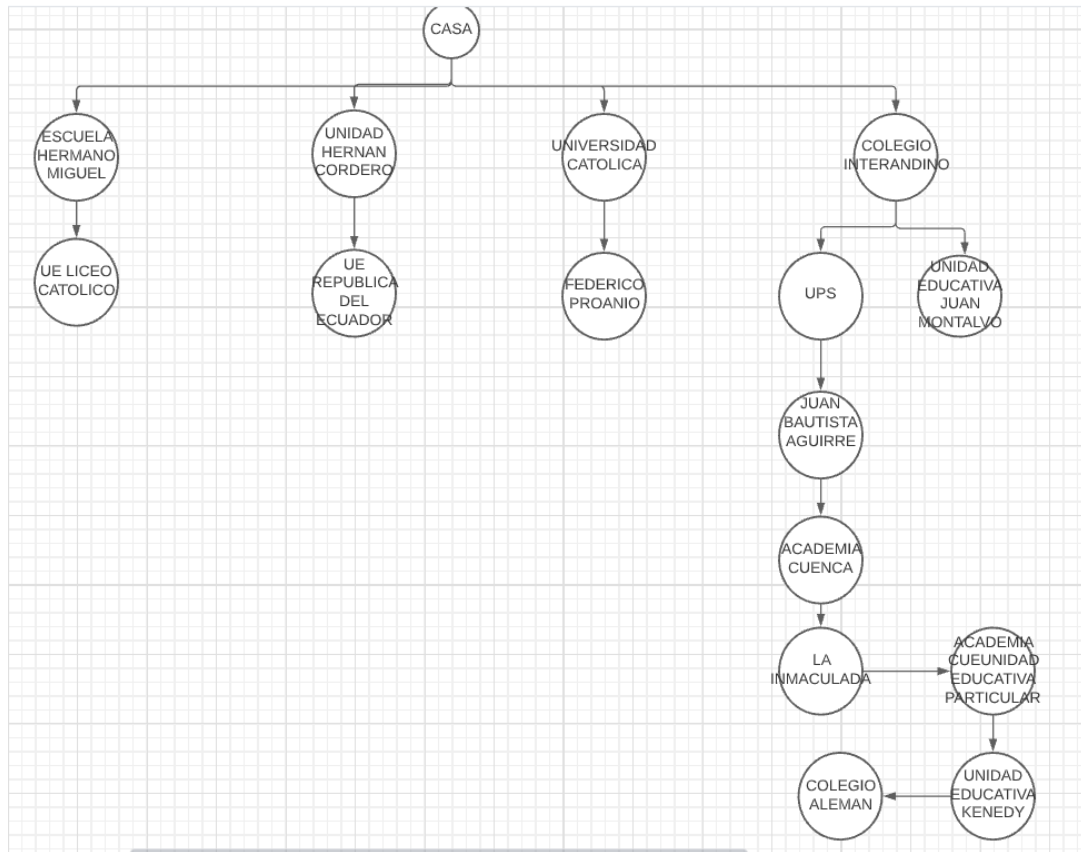 CASA
ESCUELA
HERMANO
MIGUEL
UNIDAD
HERNAN
CORDERO
UNIVERSIDAD
CATOLICA
COLEGIO
INTERANDINO
UE LICEO
CATOLICO
UE
REPUBLICA
DEL
ECUADOR
FEDERICO
PROANIO
UPS
UNIDAD
EDUCATIVA
JUAN
MONTALVO
JUAN
BAUTISTA
AGUIRRE
ACADEMIA
CUENCA
LA
INMACULADA
ACADEMIA
CUEUNIDAD
EDUCATIVA
PARTICULAR
COLEGIO
ALEMAN
UNIDAD
EDUCATIVA
KENEDY